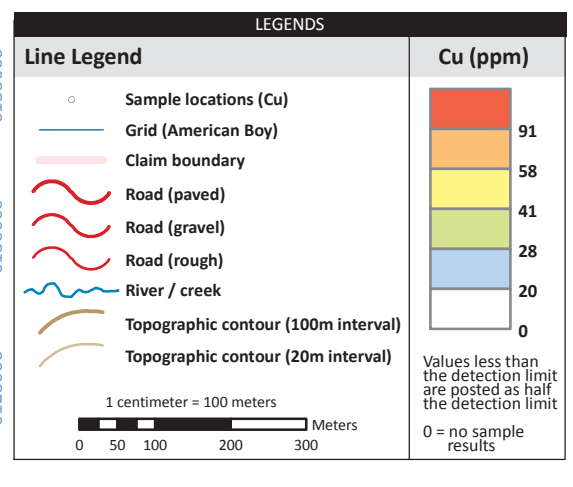 LEGENDS
Line Legend
Sample locations (Cu)
Grid (American Boy)
Claim boundary
Road (paved)
Road (gravel)
Road (rough)
River / creek
Topographic contour (100m interval)
Topographic contour (20m interval)
1 centimeter = 100 meters
Meters
0 50 100 200 300
Cu (ppm)
91
58
41
28
20
0
Values less than
the detection limit
are posted as half
the detection limit
0 = no sample
results